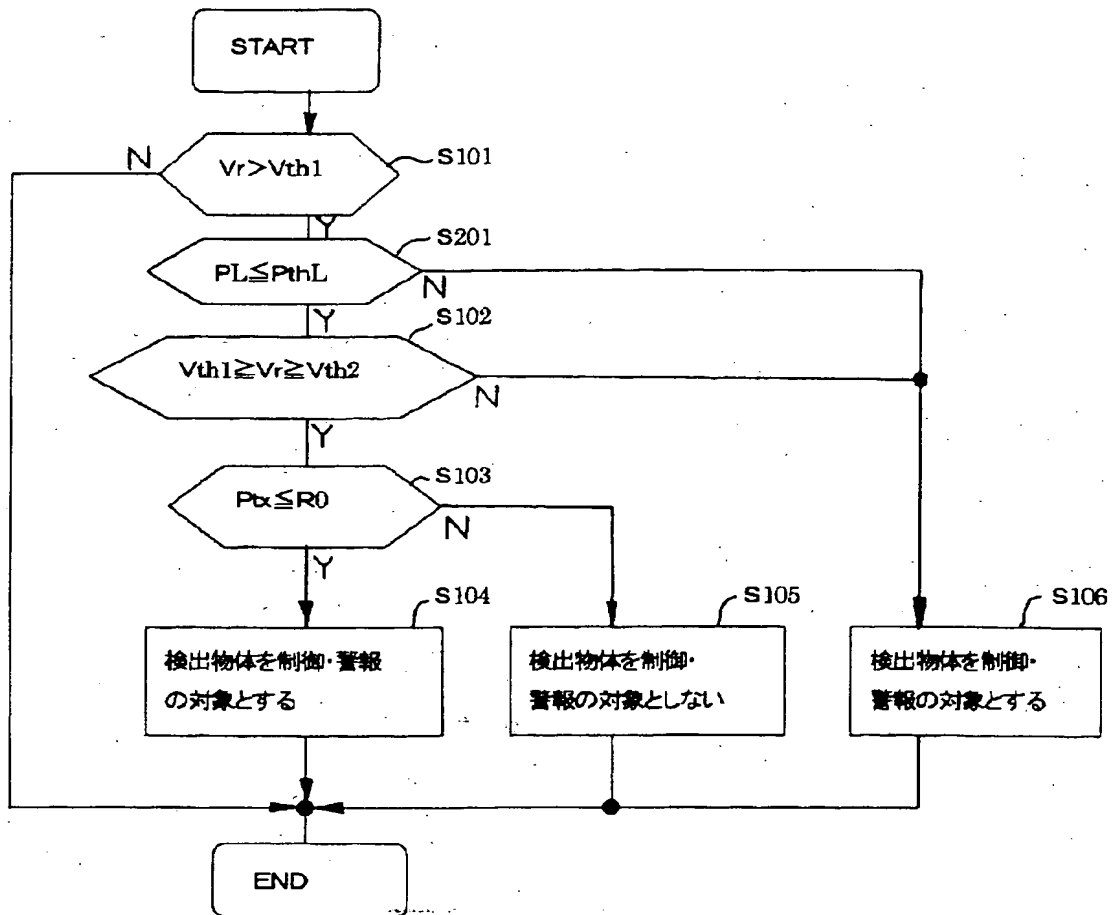 START
N
Vr>Vth1
S101
Y
S201
PL≦PthL
N
Y
S102
Vth1≧Vr≧Vth2
N
Y
S103
Ptx≦R0
N
Y
S104
S105
S106
検出物体を制御・警報
の対象とする
検出物体を制御・
警報の対象としない
検出物体を制御・
警報の対象とする
END